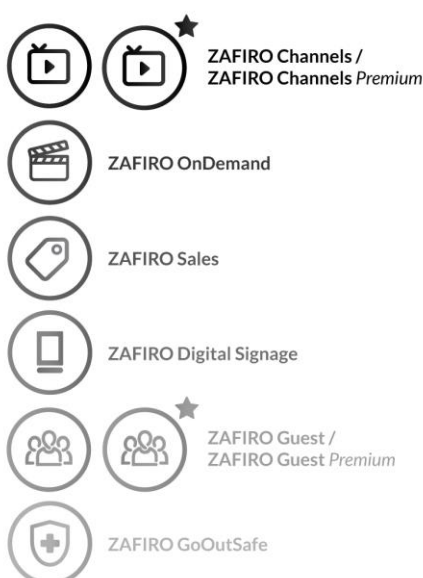 ZAFIRO Channels /
ZAFIRO Channels Premium
ZAFIRO OnDemand
ZAFIRO Sales
ZAFIRO Digital Signage
ZAFIRO Guest /
ZAFIRO Guest Premium
ZAFIRO GoOutSafe